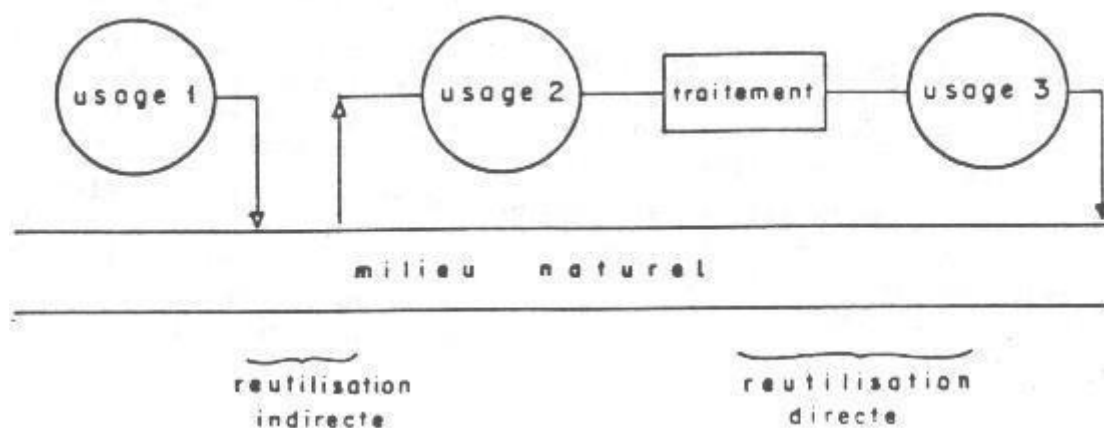 usage 1
usage 2
traitement
usage 3
milieu naturel
reutilisation
indirecte
reutilisation
directe